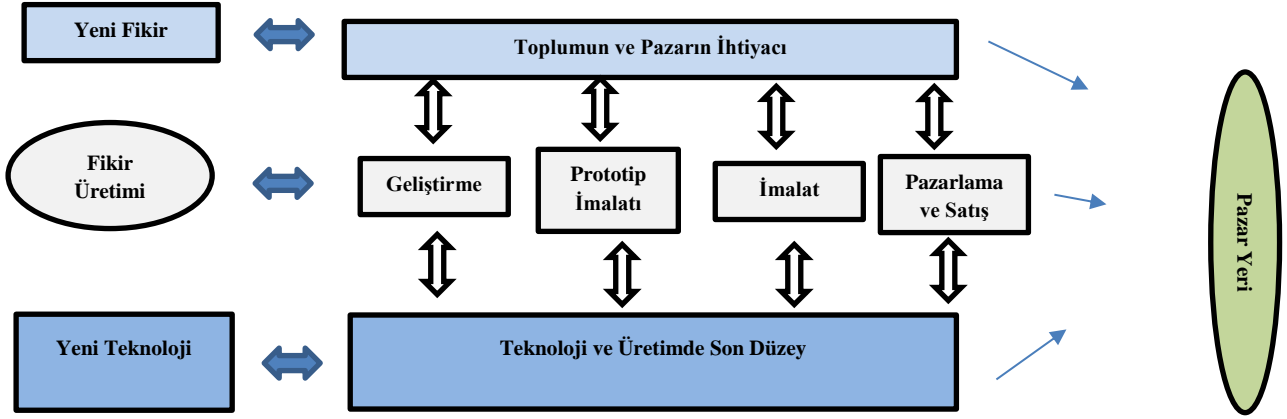 Yeni Fikir
Toplumun ve Pazarın İhtiyacı
Fikir
Üretimi
Geliştirme
Prototip
İmalatı
İmalat
Pazarlama
ve Satış
Pazar Yeri
Yeni Teknoloji
Teknoloji ve Üretimde Son Düzey